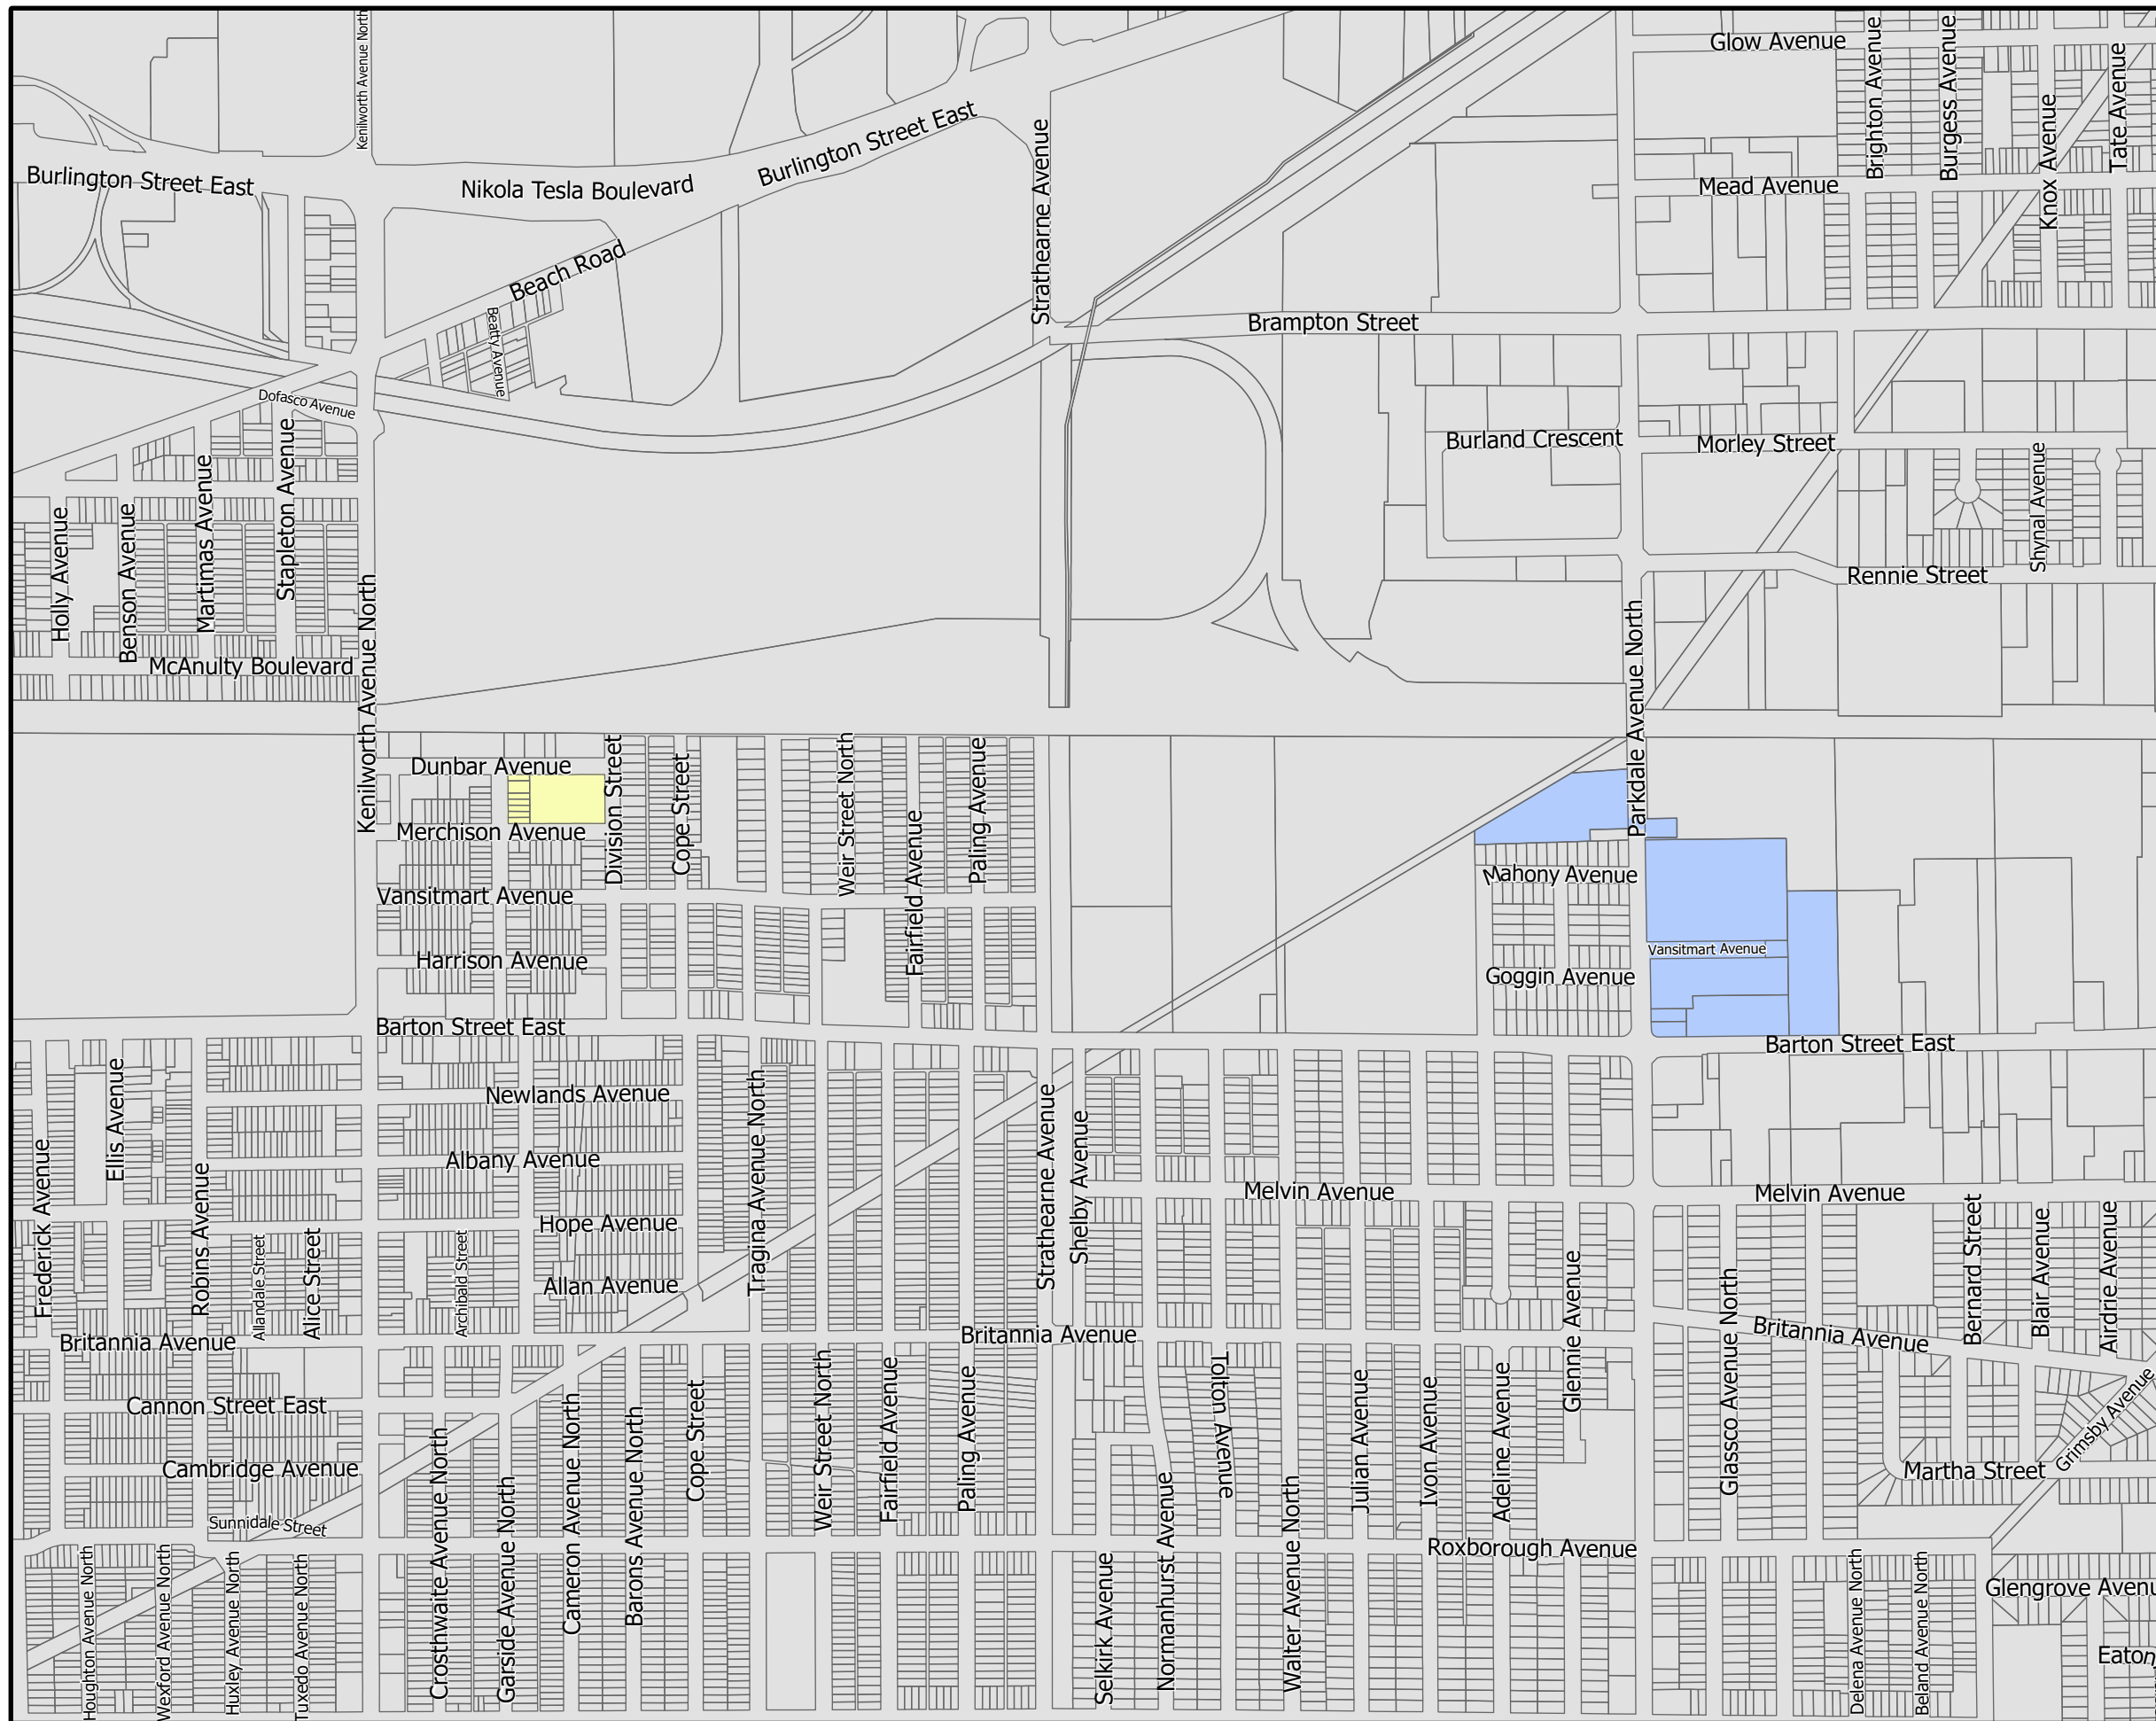 Kenilworth Avenue North
Glow Avenue
Brighton Avenue
Burgess Avenue
Knox Avenue
Tate Avenue
Burlington Street East
Nikola Tesla Boulevard
Burlington Street East
Strathearne Avenue
Mead Avenue
Beach Road
Beatty Avenue
Brampton Street
Dofasco Avenue
Burland Crescent
Morley Street
Holly Avenue
Benson Avenue
Martimas Avenue
Stapleton Avenue
Shynal Avenue
Rennie Street
McAnulty Boulevard
Kenilworth Avenue North
Parkdale Avenue North
Dunbar Avenue
Division Street
Cope Street
Weir Street North
Fairfield Avenue
Paling Avenue
Merchison Avenue
Mahony Avenue
Vansitmart Avenue
Vansitmart Avenue
Harrison Avenue
Goggin Avenue
Barton Street East
Barton Street East
Ellis Avenue
Newlands Avenue
Frederick Avenue
Robins Avenue
Albany Avenue
Tragina Avenue North
Strathearne Avenue
Shelby Avenue
Melvin Avenue
Melvin Avenue
Hope Avenue
Allandale Street
Alice Street
Archibald Street
Allan Avenue
Glennie Avenue
Glassco Avenue North
Bernard Street
Blair Avenue
Airdrie Avenue
Britannia Avenue
Britannia Avenue
Britannia Avenue
Cannon Street East
Cambridge Avenue
Crosthwaite Avenue North
Garside Avenue North
Cameron Avenue North
Barons Avenue North
Cope Street
Weir Street North
Fairfield Avenue
Paling Avenue
Tolton Avenue
Julian Avenue
Ivon Avenue
Adeline Avenue
Grimsby Avenue
Martha Street
Sunnidale Street
Roxborough Avenue
Houghton Avenue North
Wexford Avenue North
Huxley Avenue North
Tuxedo Avenue North
Selkirk Avenue
Normanhurst Avenue
Walter Avenue North
Delena Avenue North
Beland Avenue North
Glengrove Avenu
Eaton